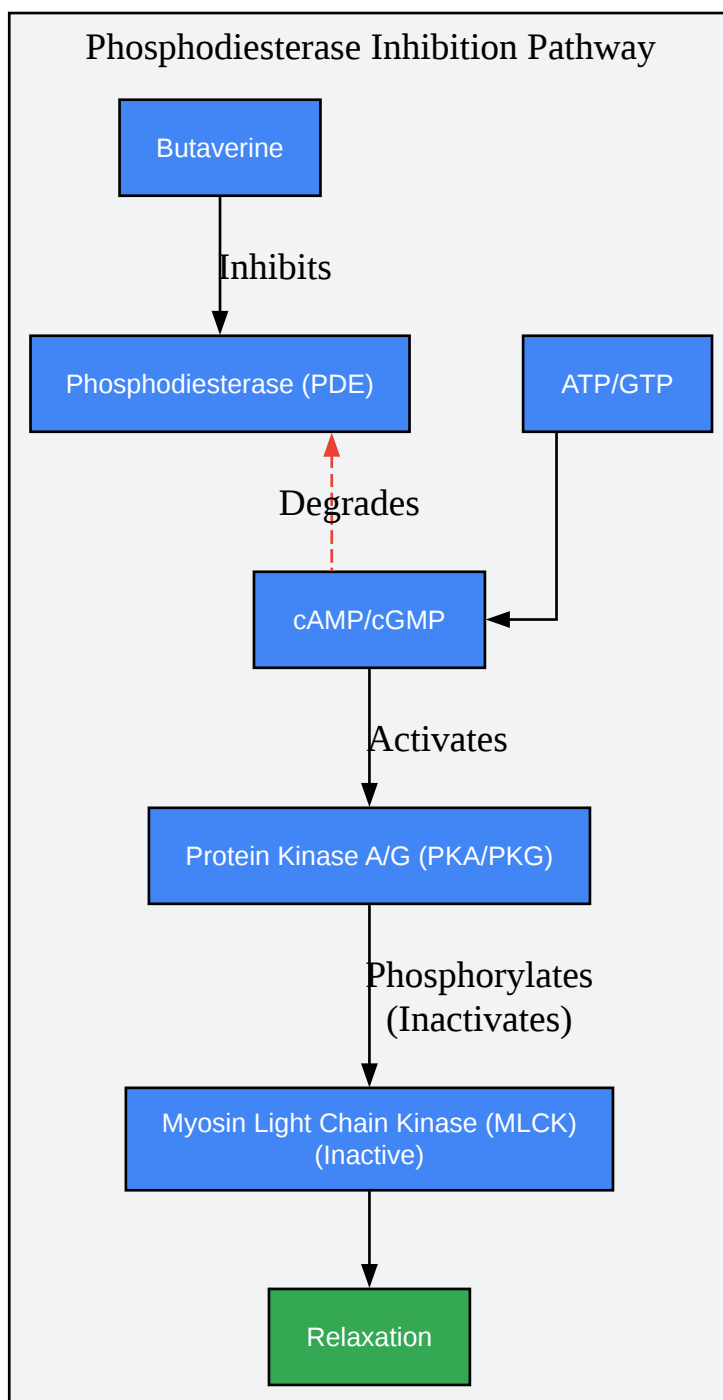 Phosphodiesterase Inhibition Pathway
Butaverine
Inhibits
Phosphodiesterase (PDE)
ATP/GTP
Degrades
cAMP/cGMP
Activates
Protein Kinase A/G (PKA/PKG)
Phosphorylates
(Inactivates)
Myosin Light Chain Kinase (MLCK)
(Inactive)
Relaxation